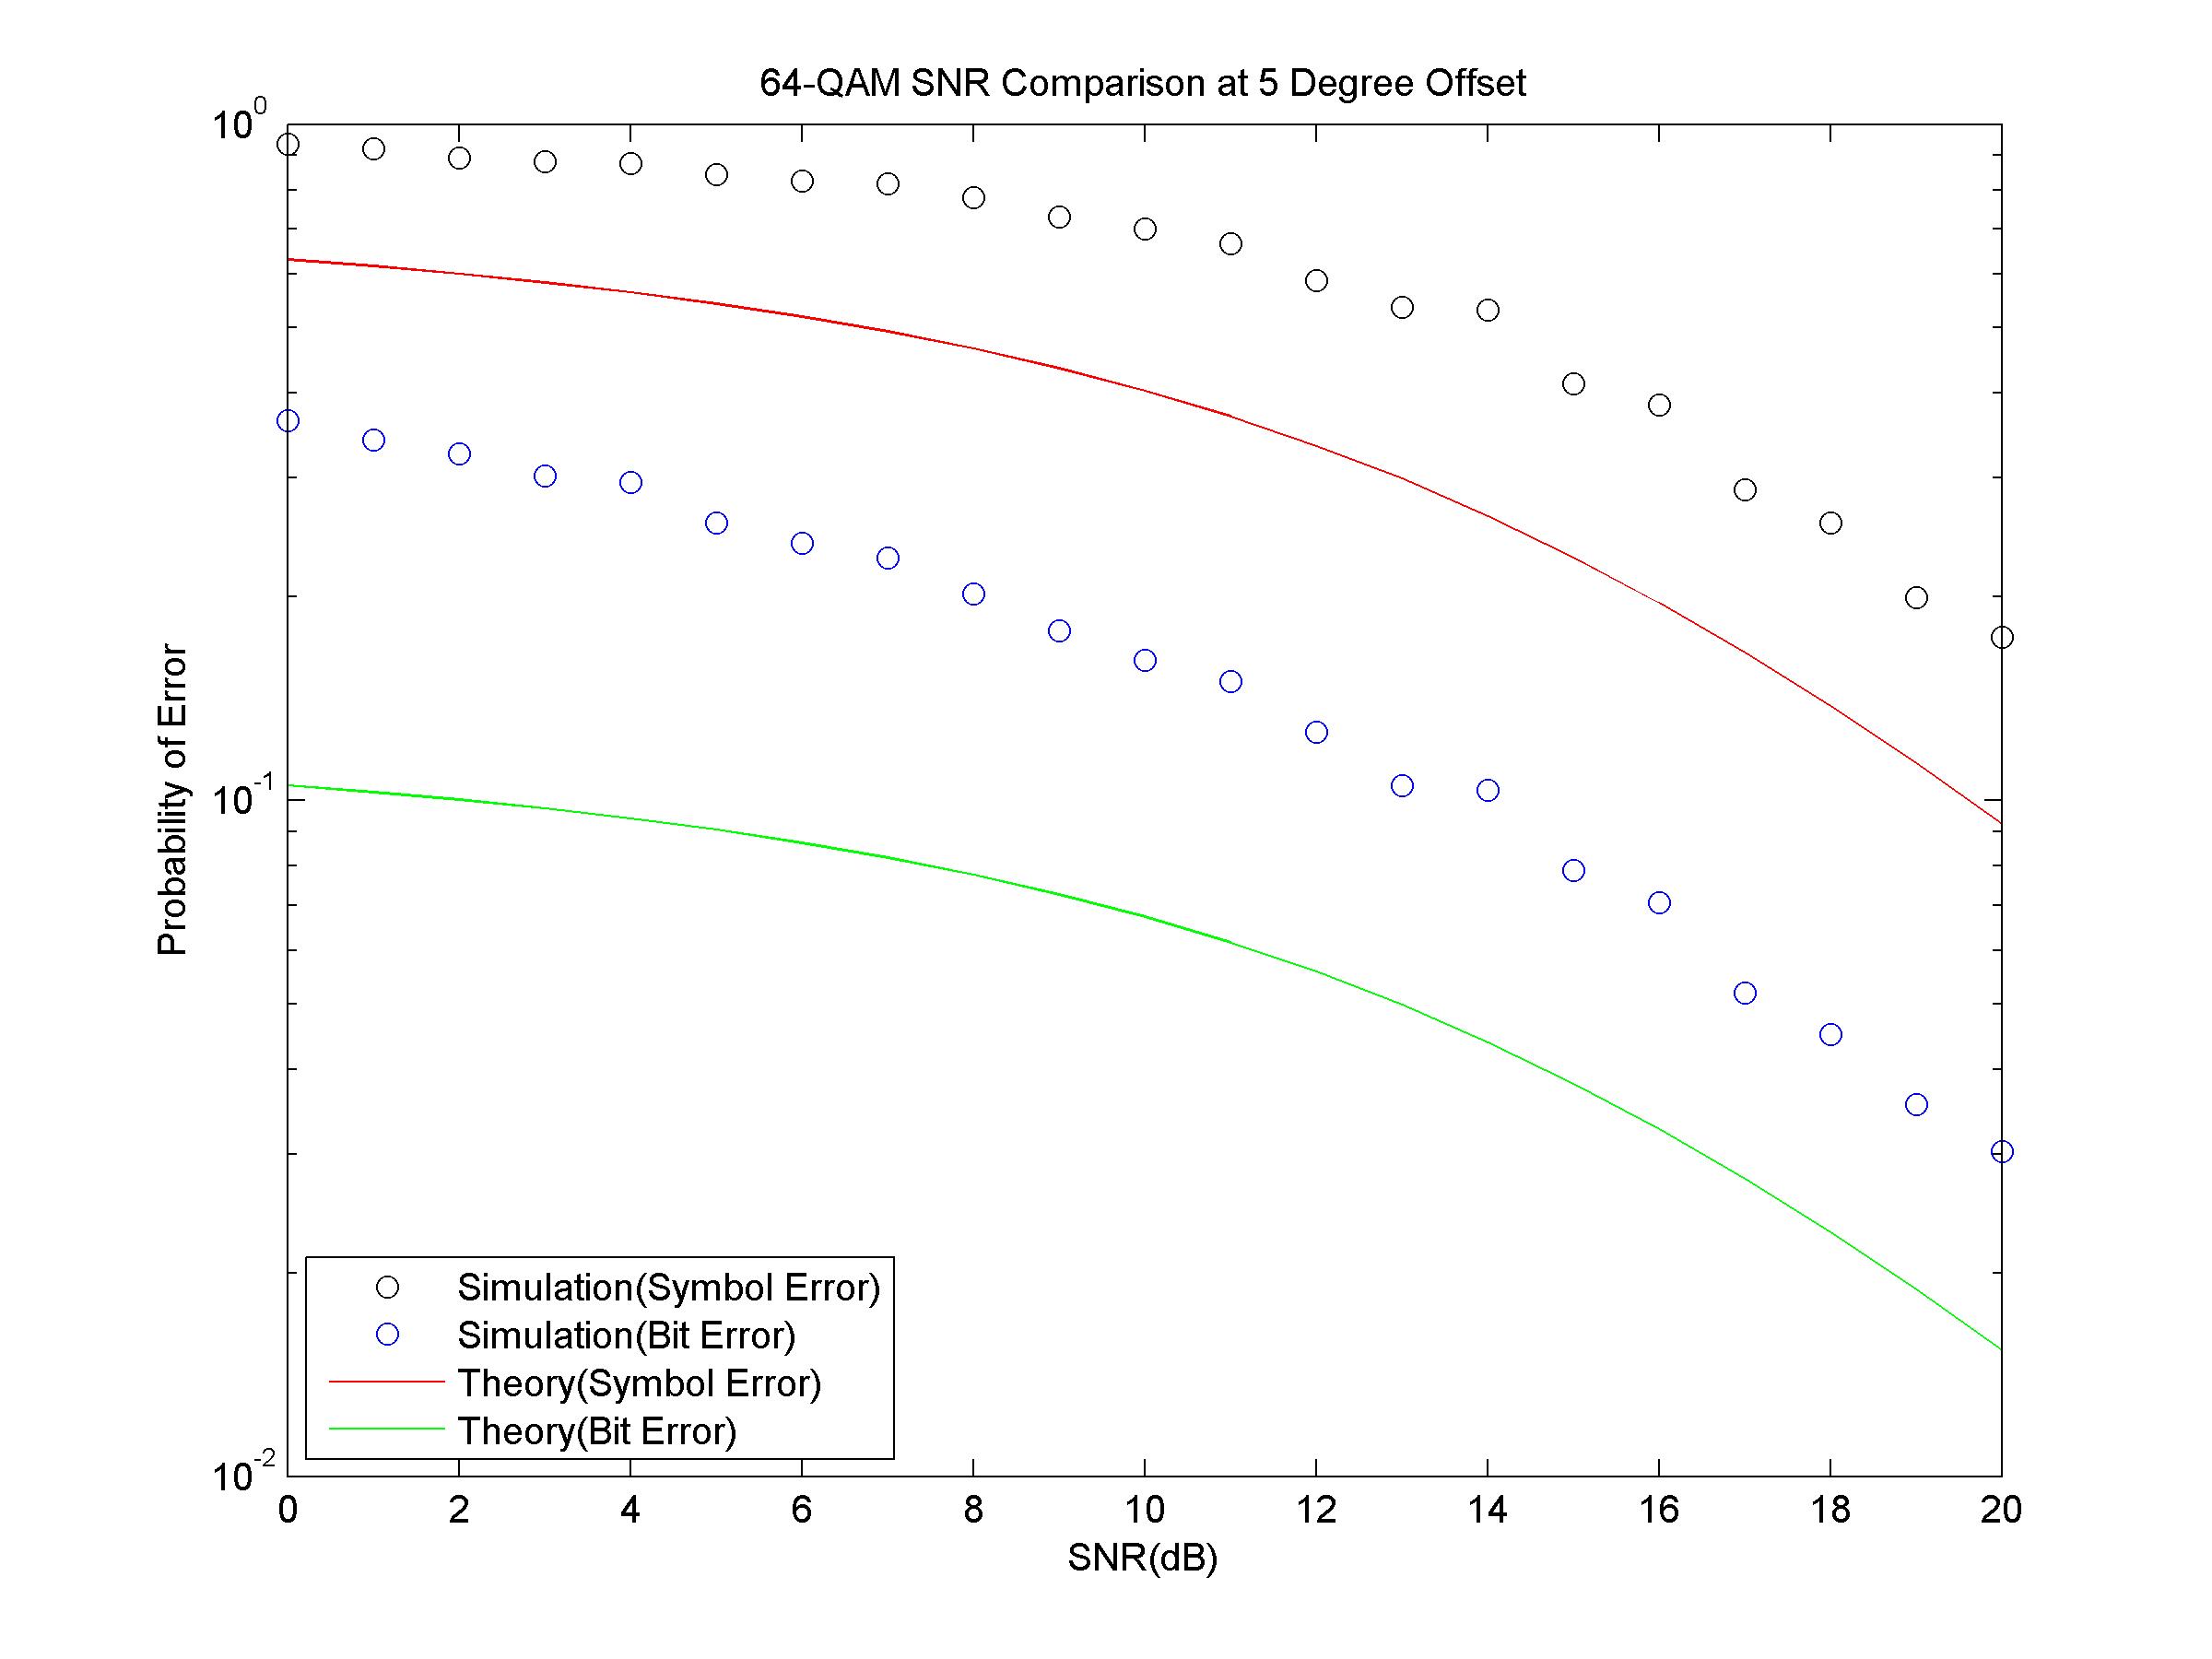 64-QAM SNR Comparison at 5 Degree Offset
10^0
10^-1
10^-2
Probability of Error
Simulation(Symbol Error)
Simulation(Bit Error)
Theory(Symbol Error)
Theory(Bit Error)
0 2 4 6 8 10 12 14 16 18 20
SNR(dB)